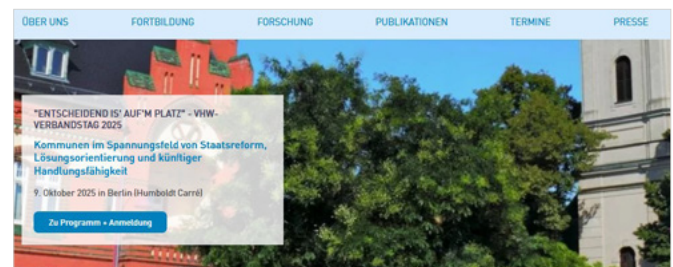 ÜBER UNS FORTBILDUNG FORSCHUNG PUBLIKATIONEN TERMINE PRESSE
"ENTSCHEIDEND IS' AUF'M PLATZ" - VHW-
VERBANDSTAG 2025
Kommunen im Spannungsfeld von Staatsreform,
Lösungsorientierung und künftiger
Handlungsfähigkeit
9. Oktober 2025 in Berlin (Humboldt Carré)
Zu Programm + Anmeldung